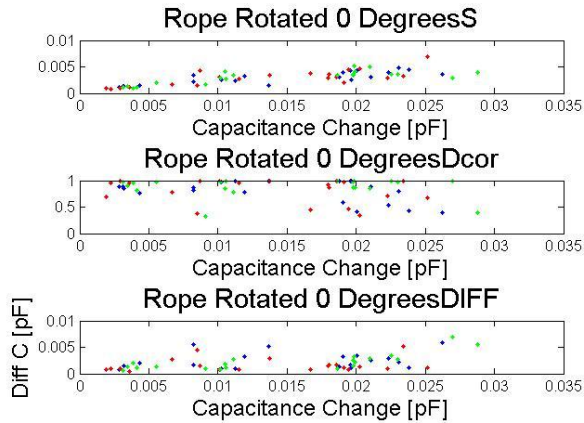 Rope Rotated 0 DegreesS
0.01
0.005
0
0 0.005 0.01 0.015 0.02 0.025 0.03 0.035
Capacitance Change [pF]
Rope Rotated 0 DegreesDcor
1
0.5
0
0 0.005 0.01 0.015 0.02 0.025 0.03 0.035
Capacitance Change [pF]
Rope Rotated 0 DegreesDIFF
Diff C [pF]
0.01
0.005
0
0 0.005 0.01 0.015 0.02 0.025 0.03 0.035
Capacitance Change [pF]